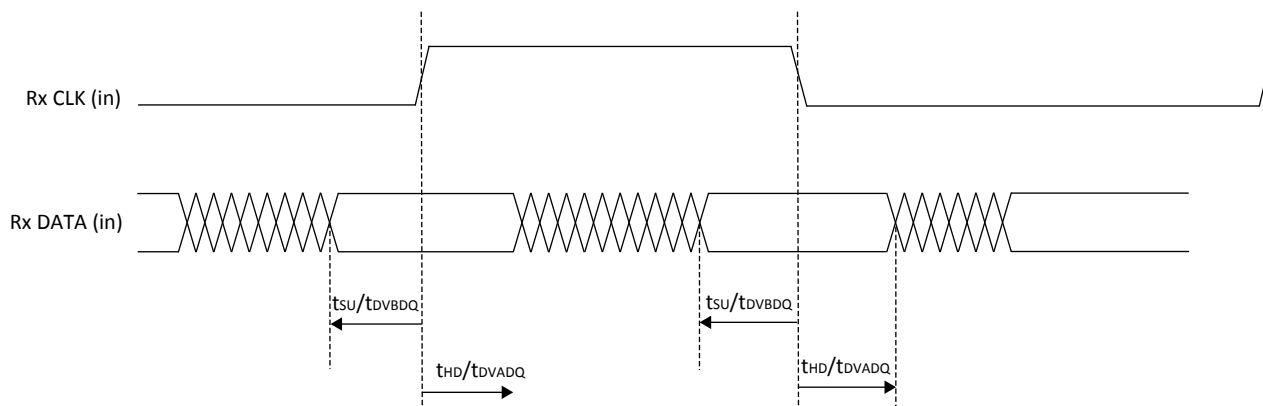 Rx CLK (in)
Rx DATA (in)
tSU/tDVBDQ
tSU/tDVBDQ
tHD/tDVADQ
tHD/tDVADQ